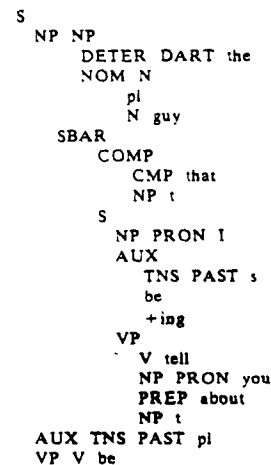 S
NP NP
DETER DART the
NOM N
pl
N guy
SBAR
COMP
CMP that
NP t
S
NP PRON I
AUX
TNS PAST s
be
+ing
VP
V tell
NP PRON you
PREP about
NP t
AUX TNS PAST pl
VP V be